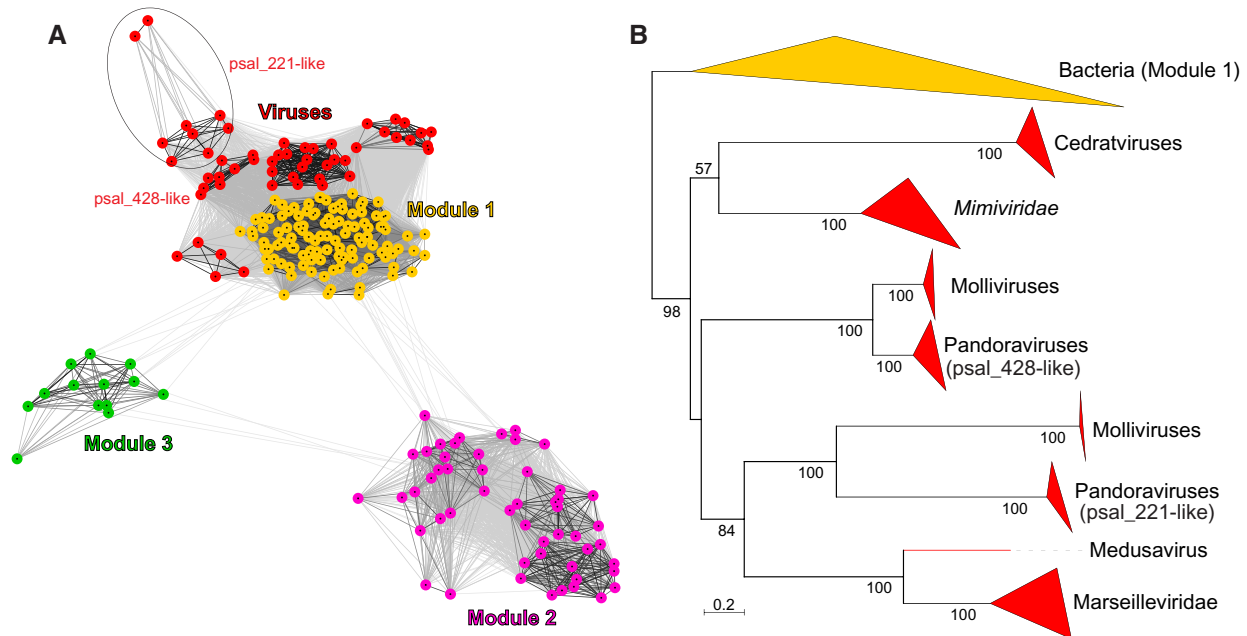 A
psal_221-like
Viruses
psal_428-like
Module 1
Module 3
Module 2
B
Bacteria (Module 1)
100
Cedratviruses
57
100
Mimiviridae
100
Molliviruses
98
100
100
Pandoraviruses
(psal_428-like)
100
Molliviruses
100
100
Pandoraviruses
(psal_221-like)
84
Medusavirus
100
100
Marseilleviridae
0.2